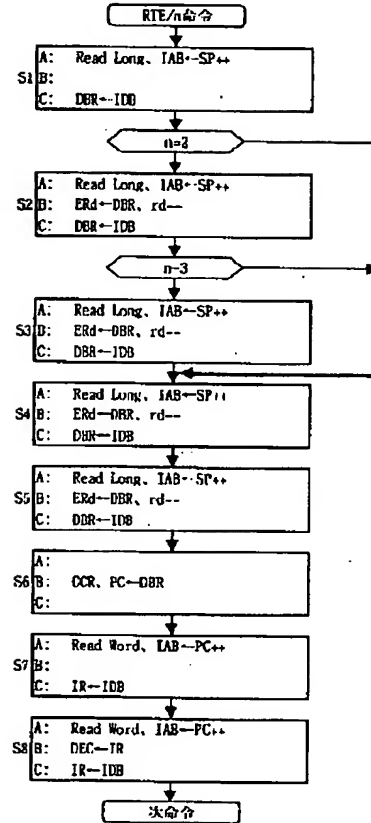 RTE/n命令
A: Read Long、IAB←SP++
S1 B:
C: DBR←IDB
n=2
A: Read Long、IAB←SP++
S2 B: ERd←DBR、rd--
C: DBR←IDB
n=3
A: Read Long、IAB←SP++
S3 B: ERd←DBR、rd--
C: DBR←IDB
A: Read Long、IAB←SP++
S4 B: ERd←DBR、rd--
C: DBR←IDB
A: Read Long、IAB←SP++
S5 B: ERd←DBR、rd--
C: DBR←IDB
A:
S6 B: CCR、PC←DBR
C:
A: Read Word、IAB←PC++
S7 B:
C: IR←IDB
A: Read Word、IAB←PC++
S8 B: DEC←IR
C: IR←IDB
次命令